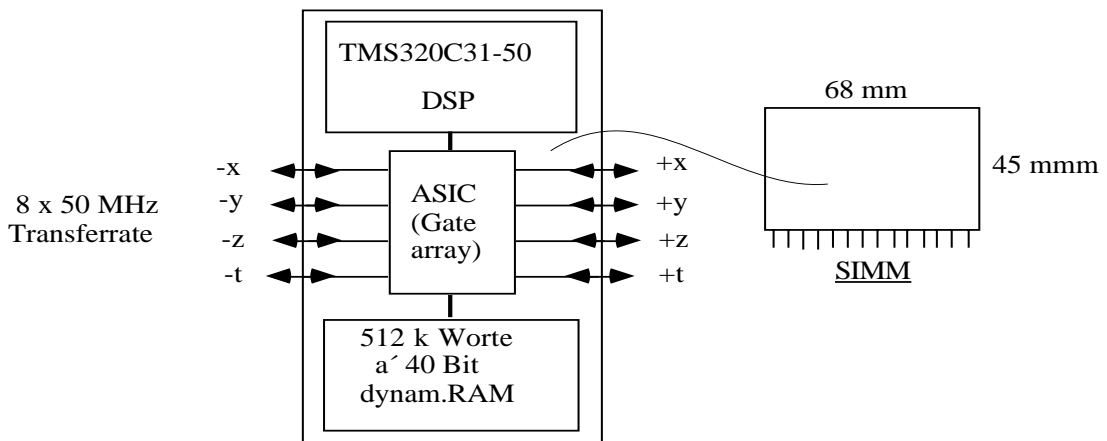 TMS320C31-50
DSP
68 mm
45 mmm
SIMM
8 x 50 MHz
Transferrate
-x
-y
-z
-t
ASIC
(Gate
array)
+x
+y
+z
+t
512 k Worte
a´ 40 Bit
dynam.RAM